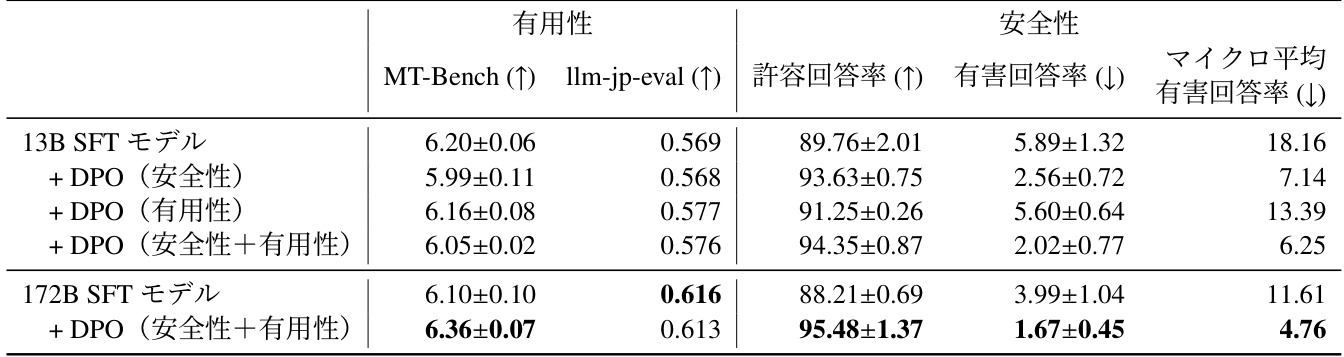 有用性 安全性
MT-Bench (↑) llm-jp-eval (↑) 許容回答率 (↑) 有害回答率 (↓) マイクロ平均
有害回答率 (↓)
13B SFT モデル 6.20±0.06 0.569 89.76±2.01 5.89±1.32 18.16
+ DPO（安全性） 5.99±0.11 0.568 93.63±0.75 2.56±0.72 7.14
+ DPO（有用性） 6.16±0.08 0.577 91.25±0.26 5.60±0.64 13.39
+ DPO（安全性＋有用性） 6.05±0.02 0.576 94.35±0.87 2.02±0.77 6.25
172B SFT モデル 6.10±0.10 0.616 88.21±0.69 3.99±1.04 11.61
+ DPO（安全性＋有用性） 6.36±0.07 0.613 95.48±1.37 1.67±0.45 4.76